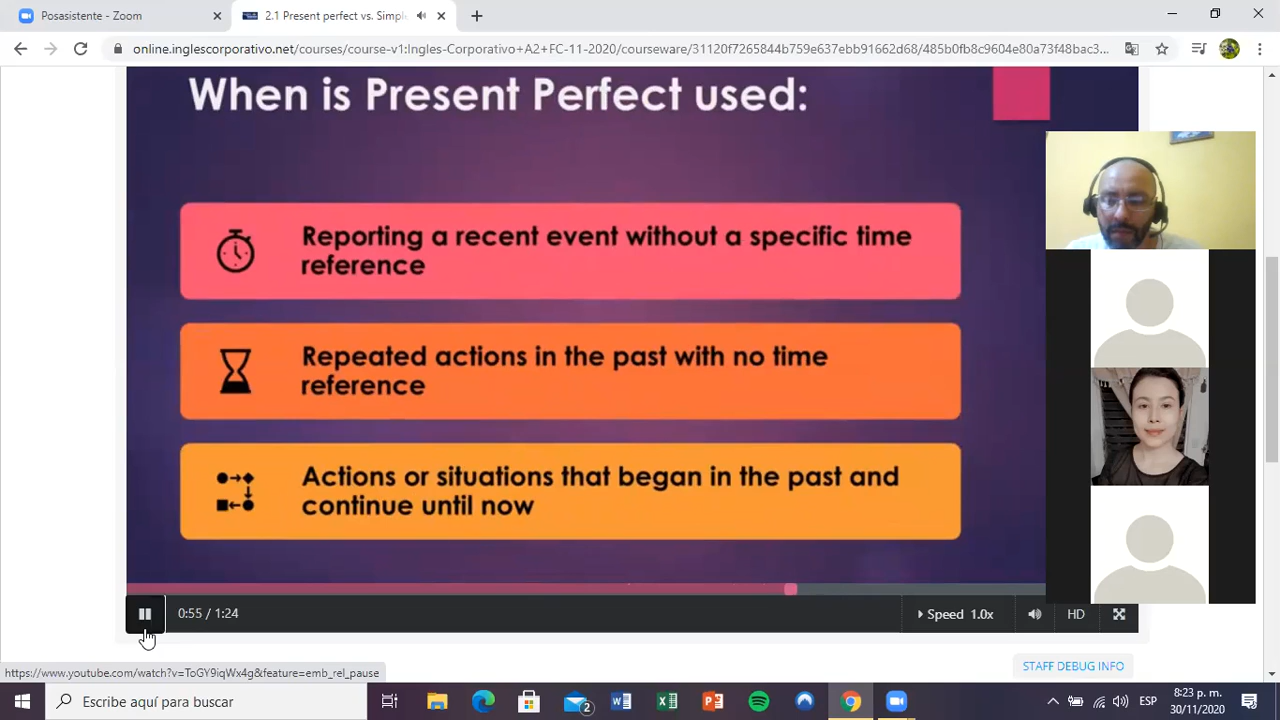 Posasistente - Zoom
2.1 Present perfect vs. Simpl
online.inglescorporativo.net/courses/course-v1:Ingles-Corporativo+A2+FC-11-2020/courseware/31120f7265844b759e637ebb91662d68/485b0fb8c9604e80a73f48bac3...
When is Present Perfect used:
Reporting a recent event without a specific time
reference
Repeated actions in the past with no time
reference
Actions or situations that began in the past and
continue until now
0:55 / 1:24
Speed 1.0x
HD
https://www.youtube.com/watch?v=ToGY9iqWx4g&feature=emb_rel_pause
STAFF DEBUG INFO
Escribe aquí para buscar
2
ESP
8:23 p. m.
30/11/2020